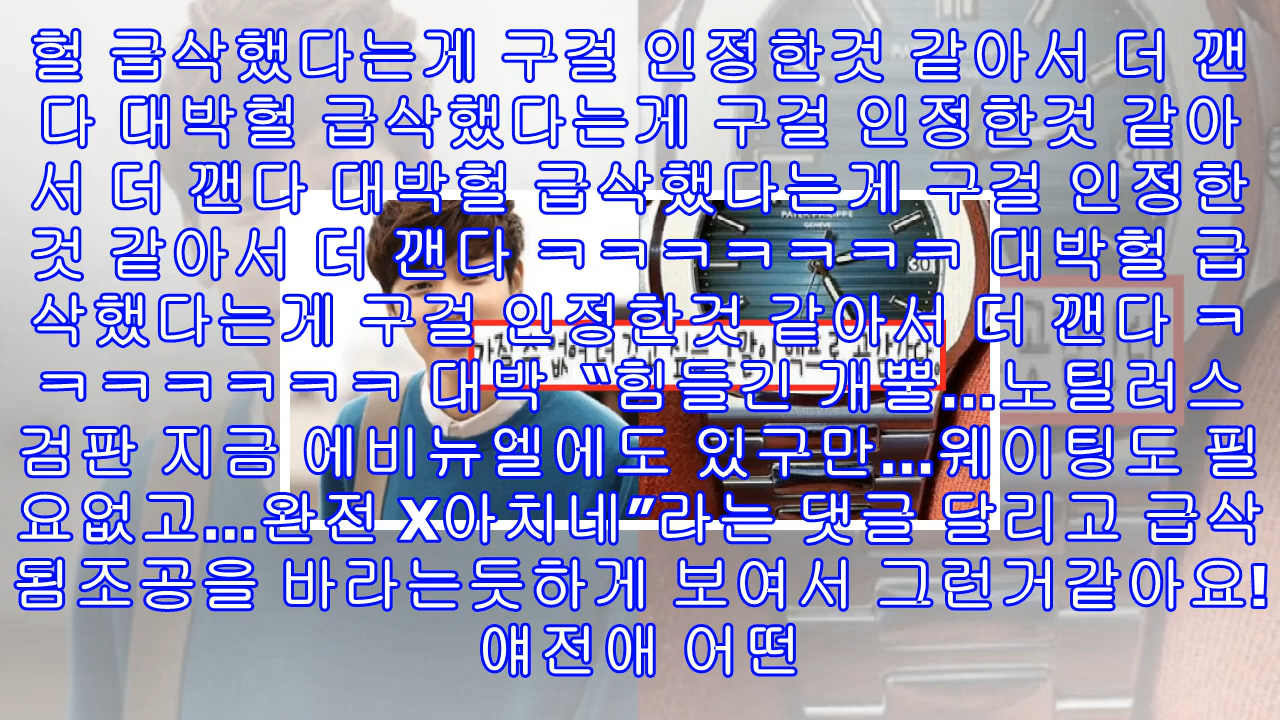 헐 급삭했다는게 구걸 인정한것 같아서 더 깬
다 대박헐 급삭했다는게 구걸 인정한것 같아
서 더 깬다 대박헐 급삭했다는게 구걸 인정한
것 같아서 더 깬다 ㅋㅋㅋㅋㅋㅋㅋ 대박헐 급
삭했다는게 구걸 인정한것 같아서 더 깬다 ㅋ
ㅋㅋㅋㅋㅋㅋ 대박 “힘들긴 개뿔...노틸러스
검판 지금 에비뉴엘에도 있구만...웨이팅도 필
요없고...완전 X아치네”라는 댓글 달리고 급삭
됨조공을 바라는듯하게 보여서 그런거같아요!
얘전애 어떤
PATEK PHILIPPE
GENEVE
30